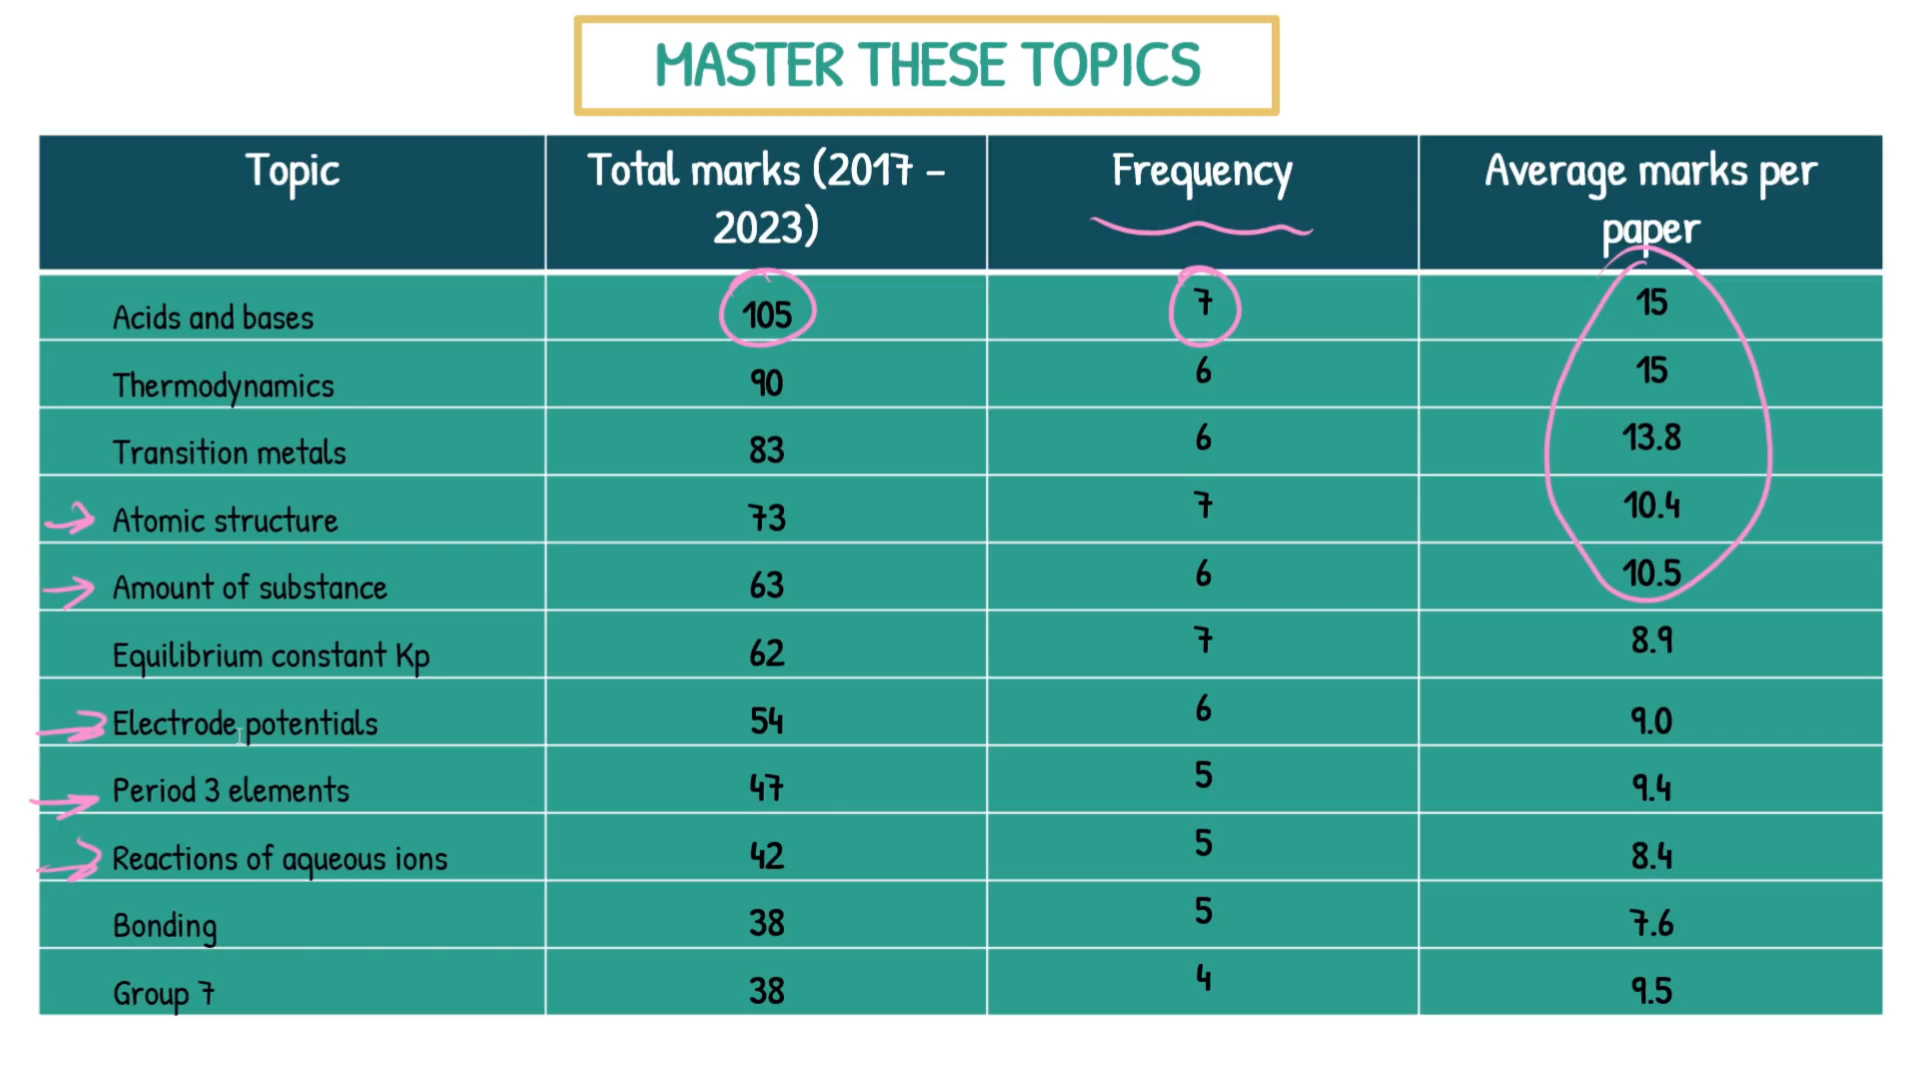 MASTER THESE TOPICS
Topic Total marks (2017 – Frequency Average marks per
2023) paper
Acids and bases 105 7 15
Thermodynamics 90 6 15
Transition metals 83 6 13.8
Atomic structure 73 7 10.4
Amount of substance 63 6 10.5
Equilibrium constant Kp 62 7 8.9
Electrode potentials 54 6 9.0
Period 3 elements 47 5 9.4
Reactions of aqueous ions 42 5 8.4
Bonding 38 5 7.6
Group 7 38 4 9.5